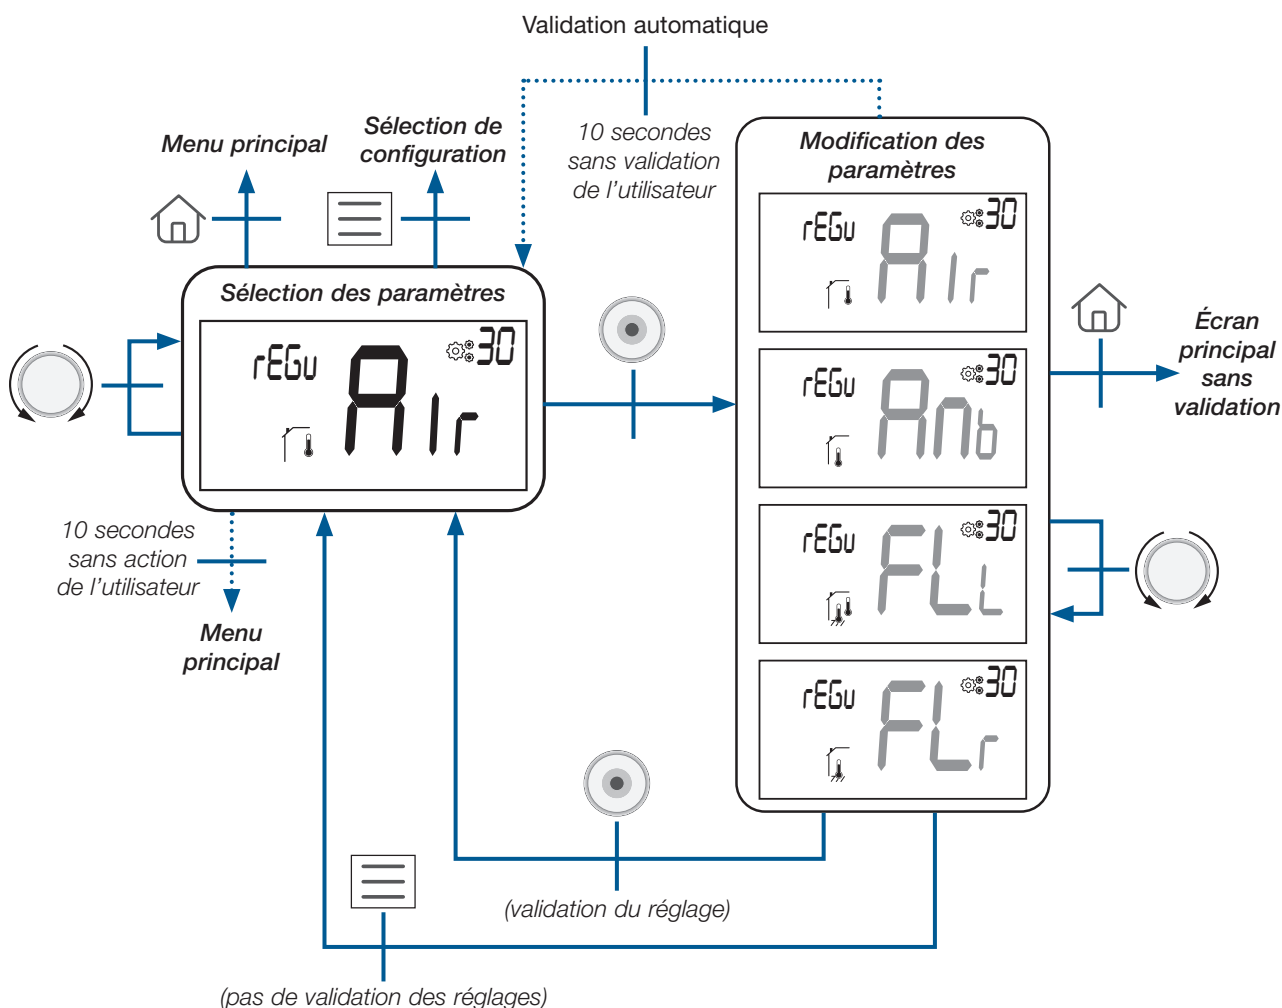 Validation automatique
10 secondes
sans validation
de l'utilisateur
Menu principal
Sélection de
configuration
Sélection des paramètres
rEGu
30
AIr
10 secondes
sans action
de l'utilisateur
Menu
principal
Modification des
paramètres
rEGu
30
AIr
rEGu
30
Amb
rEGu
30
FLL
rEGu
30
FLr
Écran
principal
sans
validation
(validation du réglage)
(pas de validation des réglages)